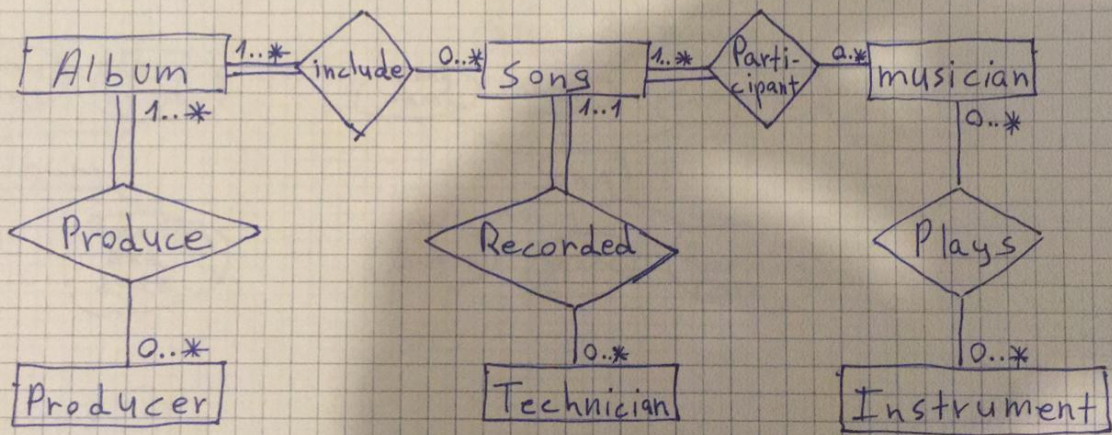 Album
1..*
include
0..*
Song
1..*
Parti-
cipant
0.*
musician
1..*
1..1
0..*
Produce
Recorded
Plays
0..*
0..*
0..*
Producer
Technician
Instrument